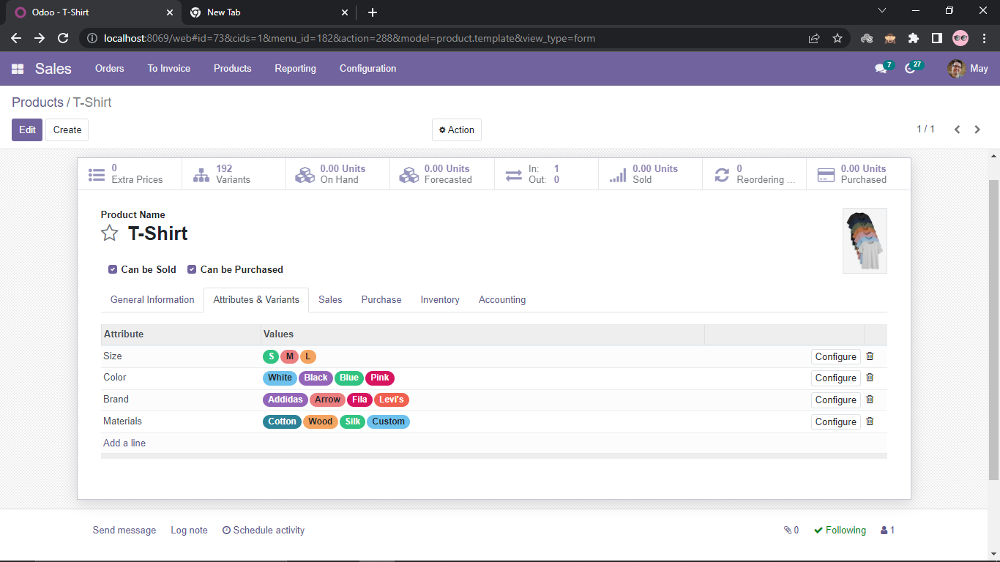 Odoo - T-Shirt
New Tab
localhost:8069/web#id=73&cids=1&menu_id=182&action=288&model=product.template&view_type=form
Sales Orders To Invoice Products Reporting Configuration 7 27 May
Products / T-Shirt
Edit Create Action 1 / 1
0 Extra Prices
192 Variants
0.00 Units On Hand
0.00 Units Forecasted
In: 1
Out: 0
0.00 Units Sold
0 Reordering ...
0.00 Units Purchased
Product Name
T-Shirt
Can be Sold Can be Purchased
General Information Attributes & Variants Sales Purchase Inventory Accounting
Attribute Values
Size S M L Configure
Color White Black Blue Pink Configure
Brand Addidas Arrow Fila Levi's Configure
Materials Cotton Wood Silk Custom Configure
Add a line
Send message Log note Schedule activity 0 Following 1